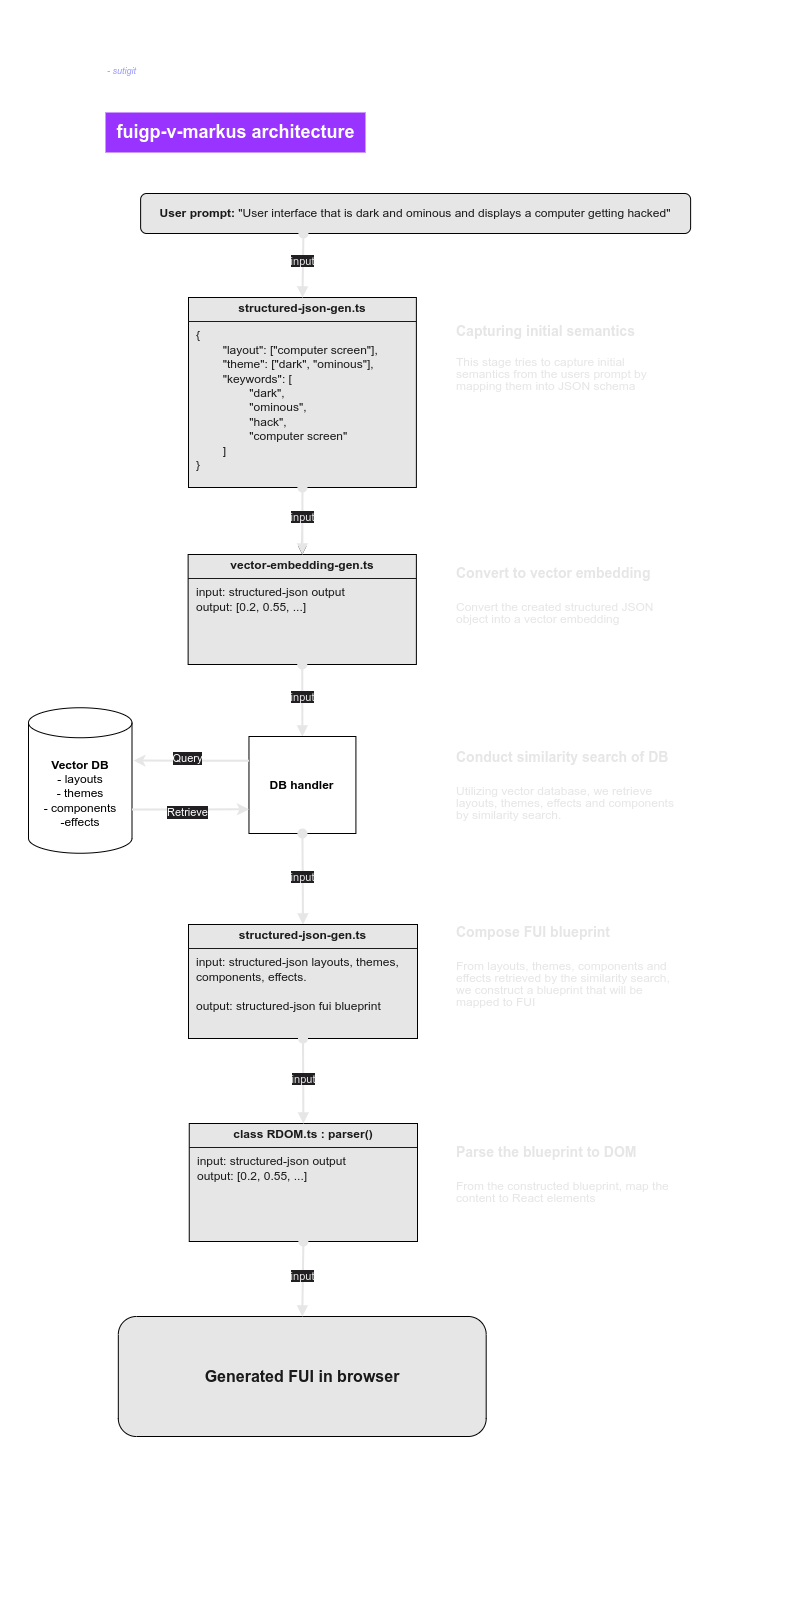 - sutigit
fuigp-v-markus architecture
User prompt: "User interface that is dark and ominous and displays a computer getting hacked"
input
structured-json-gen.ts
{
"layout": ["computer screen"],
"theme": ["dark", "ominous"],
"keywords": [
"dark",
"ominous",
"hack",
"computer screen"
]
}
Capturing initial semantics
This stage tries to capture initial
semantics from the users prompt by
mapping them into JSON schema
input
vector-embedding-gen.ts
input: structured-json output
output: [0.2, 0.55, ...]
Convert to vector embedding
Convert the created structured JSON
object into a vector embedding
input
Vector DB
- layouts
- themes
- components
-effects
Query
Retrieve
DB handler
Conduct similarity search of DB
Utilizing vector database, we retrieve
layouts, themes, effects and components
by similarity search.
input
structured-json-gen.ts
input: structured-json layouts, themes,
components, effects.
output: structured-json fui blueprint
Compose FUI blueprint
From layouts, themes, components and
effects retrieved by the similarity search,
we construct a blueprint that will be
mapped to FUI
input
class RDOM.ts : parser()
input: structured-json output
output: [0.2, 0.55, ...]
Parse the blueprint to DOM
From the constructed blueprint, map the
content to React elements
input
Generated FUI in browser